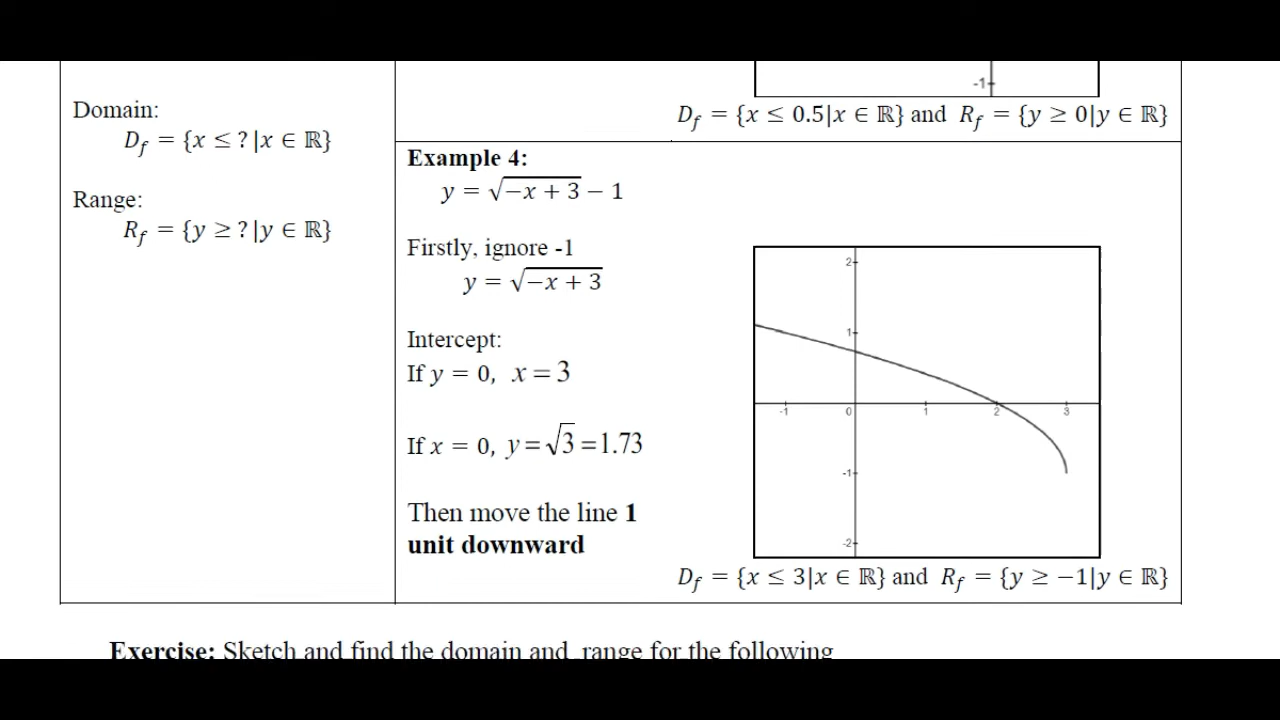 Domain:
D_f = {x ≤ ? |x ∈ ℝ}
Range:
R_f = {y ≥ ? |y ∈ ℝ}
-1
D_f = {x ≤ 0.5|x ∈ ℝ} and R_f = {y ≥ 0|y ∈ ℝ}
Example 4:
y = √(-x + 3) − 1
Firstly, ignore -1
y = √(-x + 3)
Intercept:
If y = 0, x = 3
If x = 0, y = √3 = 1.73
Then move the line 1
unit downward
2
1
-1 0 1 2 3
-1
-2
D_f = {x ≤ 3|x ∈ ℝ} and R_f = {y ≥ −1|y ∈ ℝ}
Exercise: Sketch and find the domain and range for the following